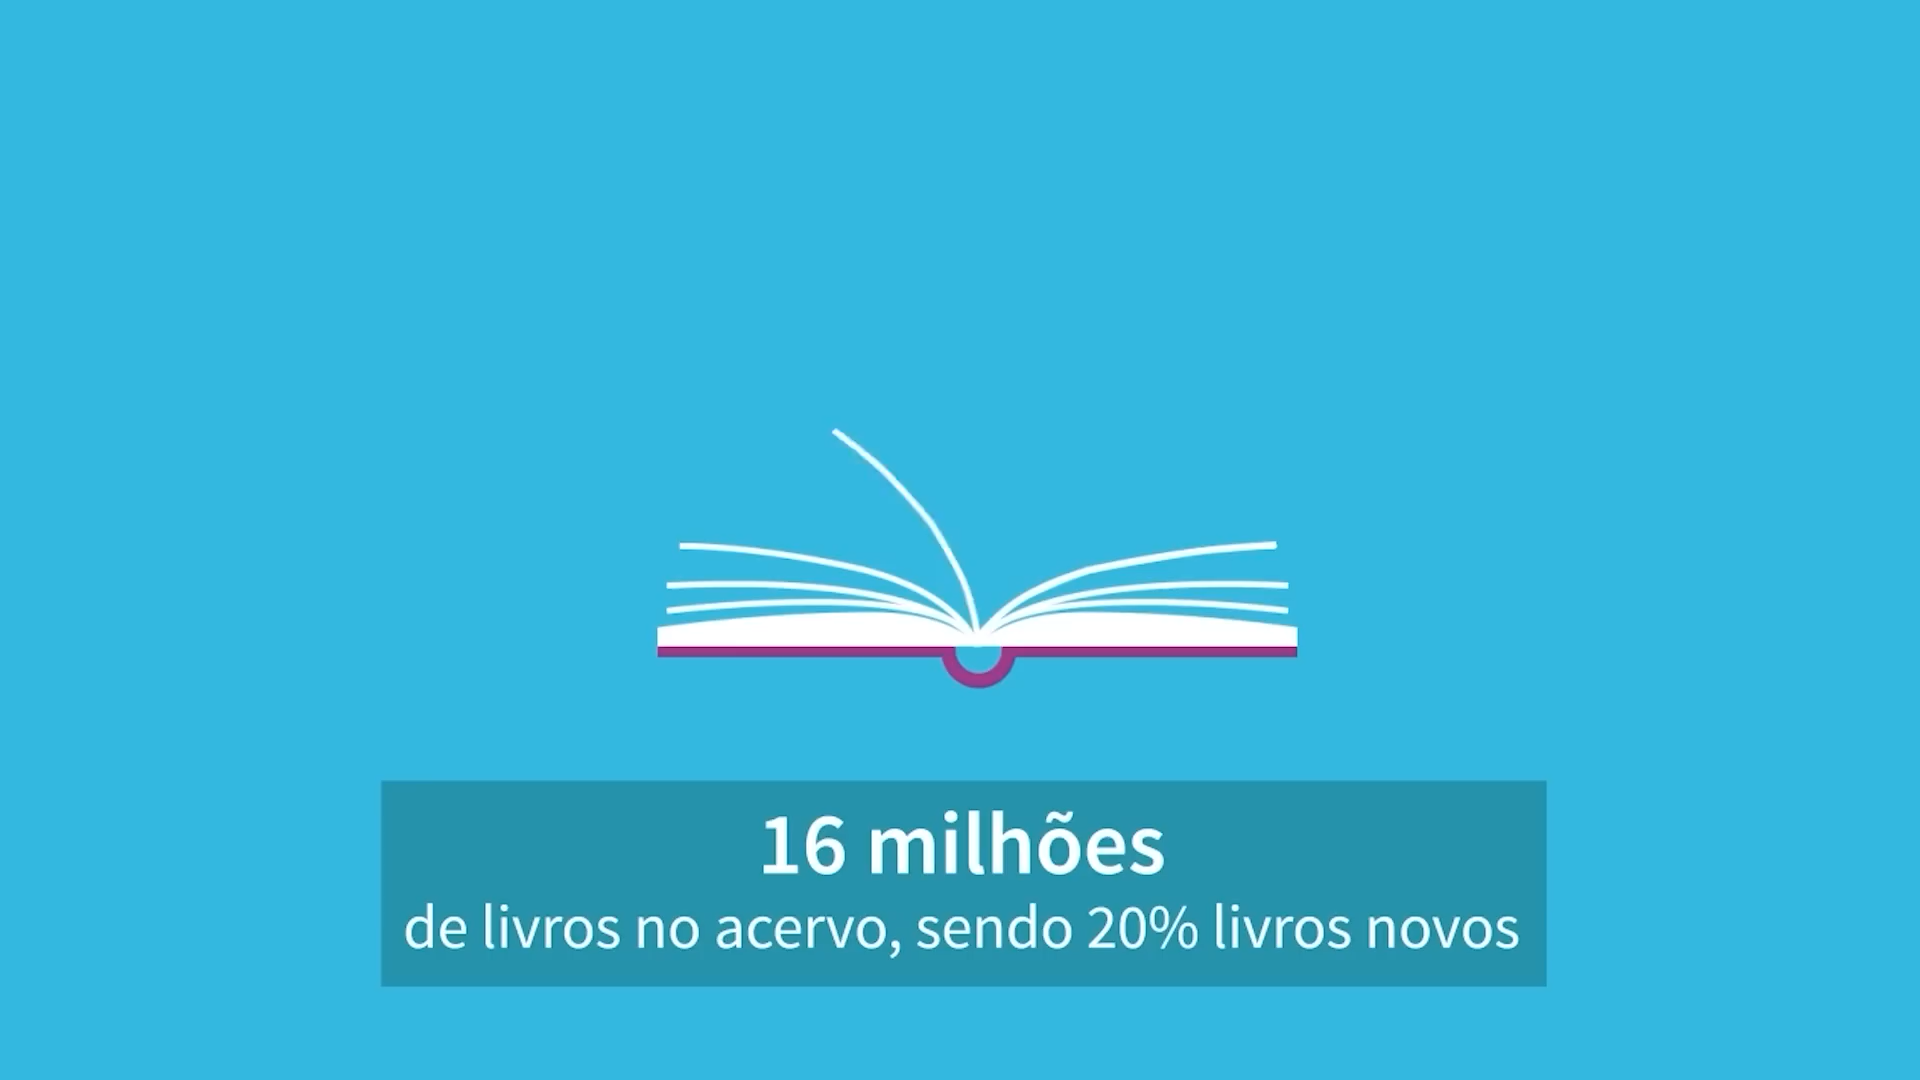 16 milhões
de livros no acervo, sendo 20% livros novos